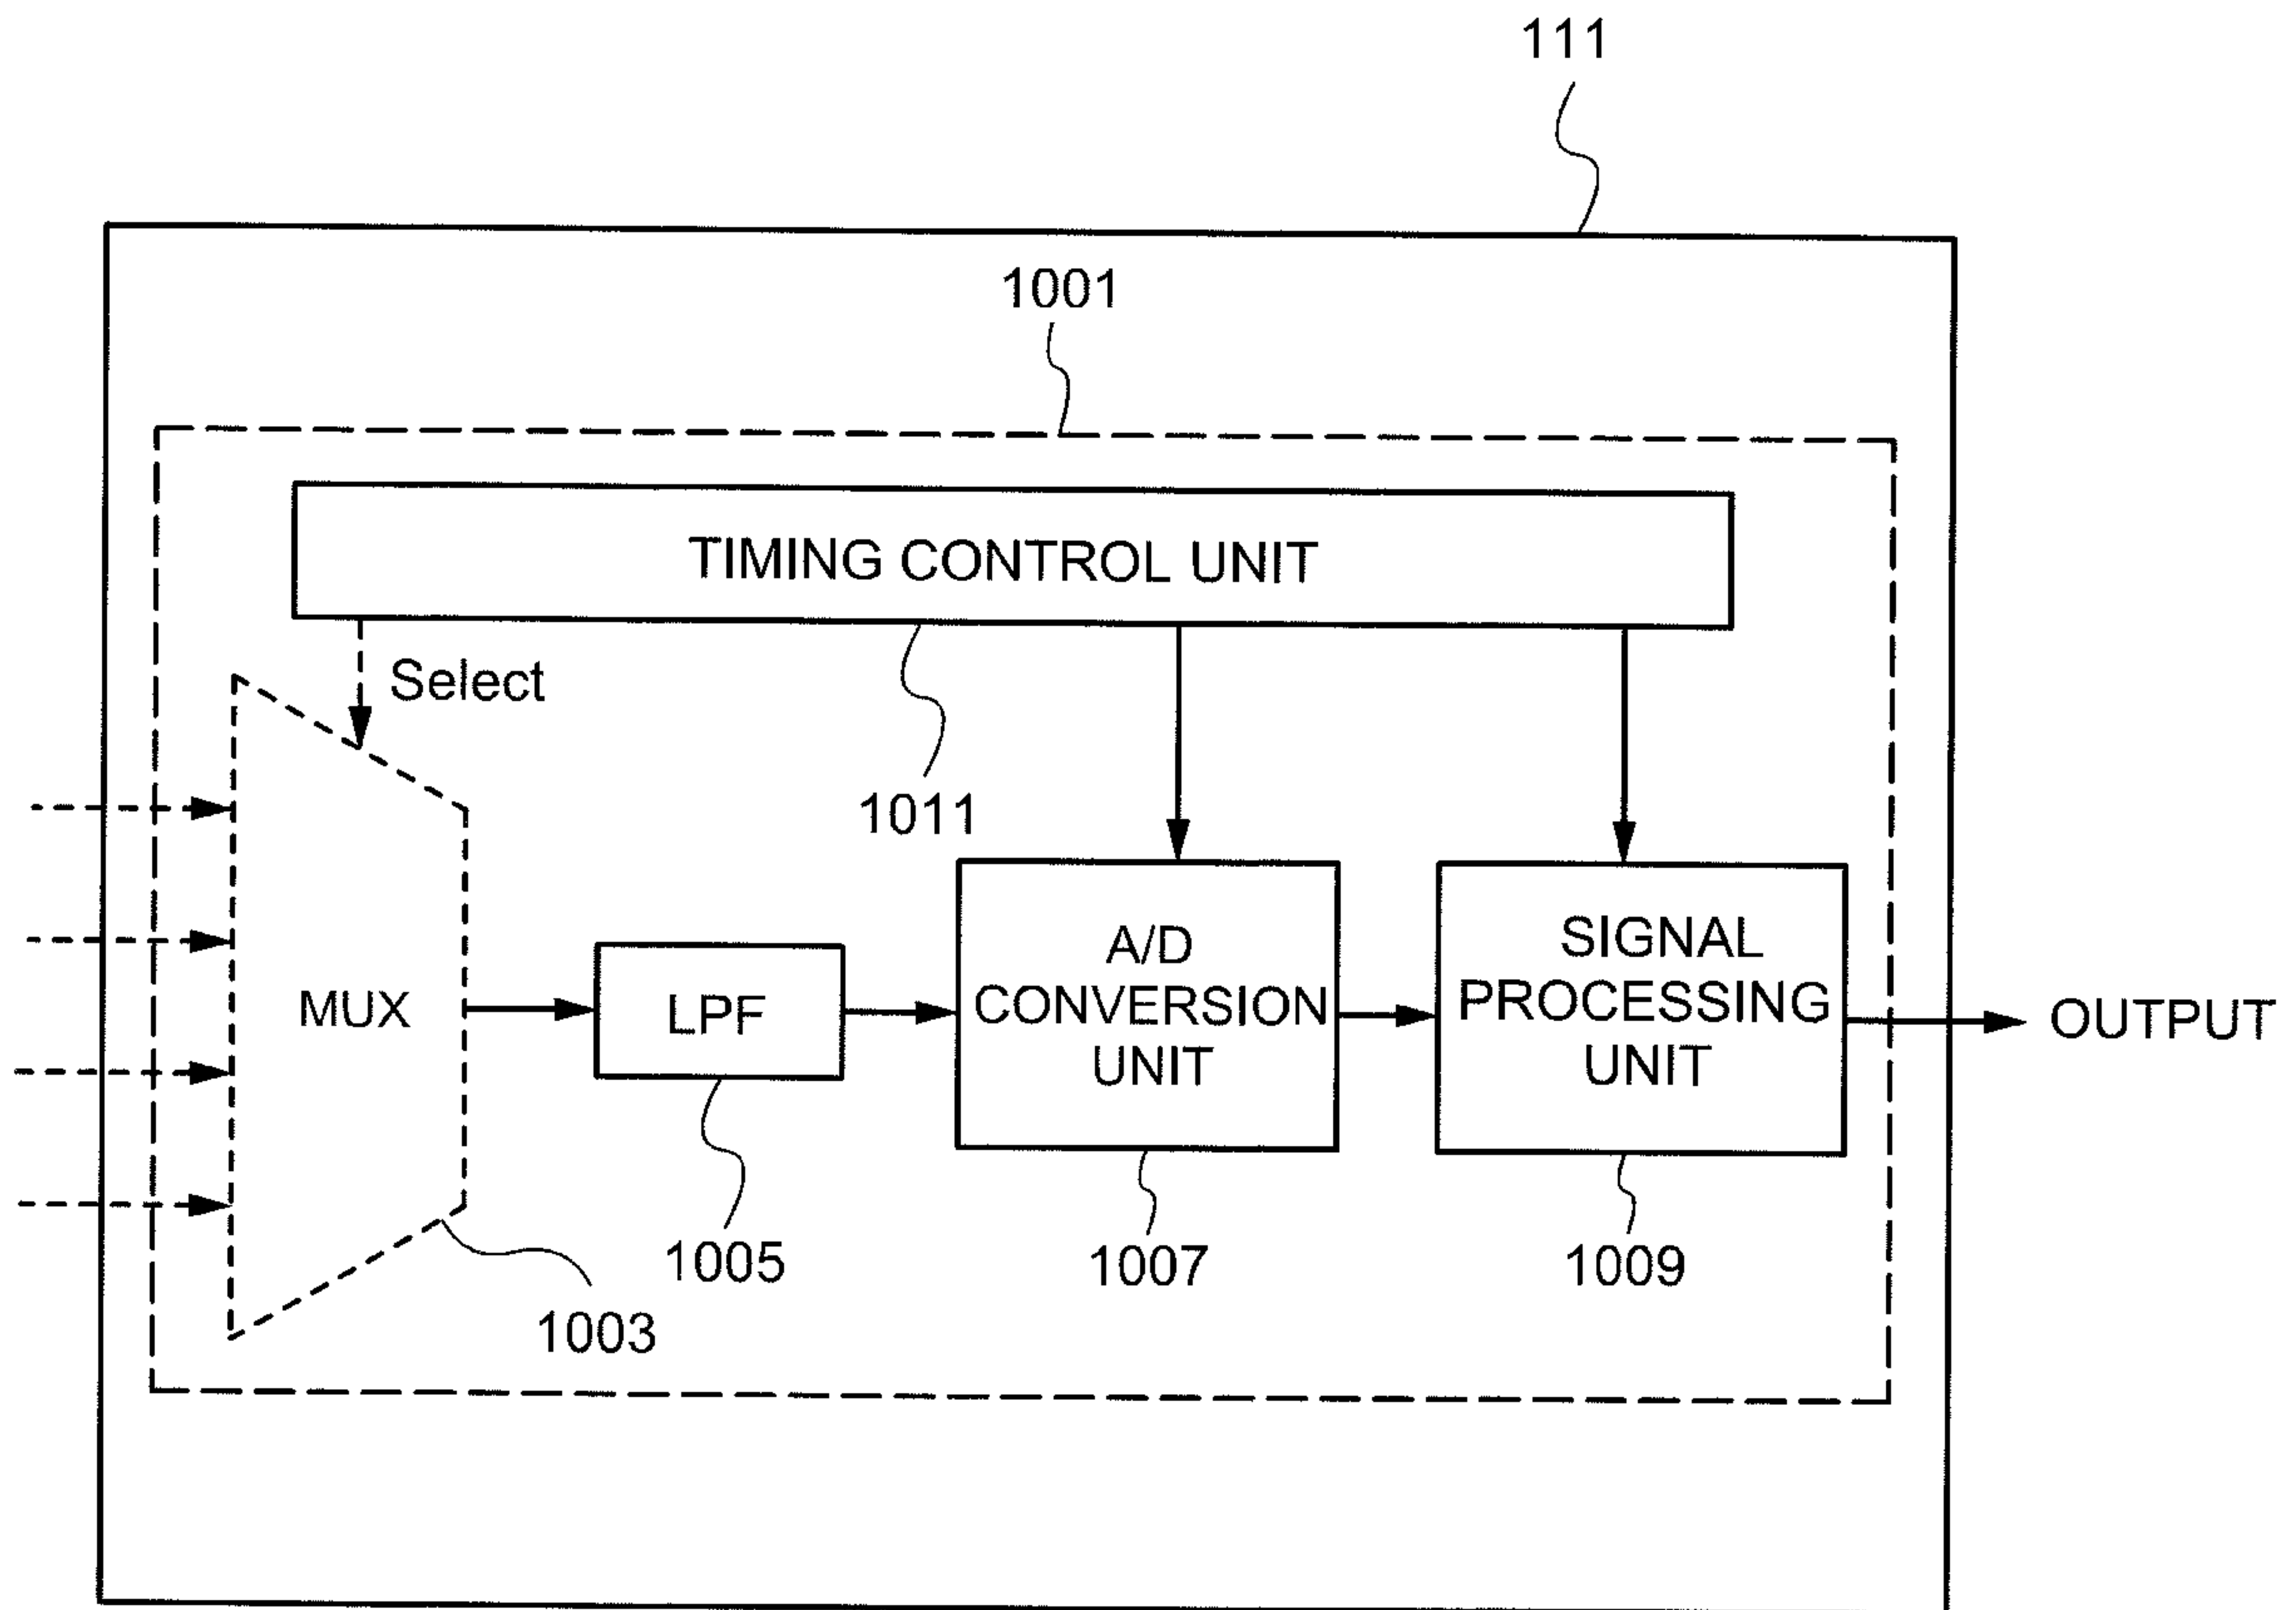 111
1001
TIMING CONTROL UNIT
Select
1011
MUX
LPF
A/D
CONVERSION
UNIT
SIGNAL
PROCESSING
UNIT
OUTPUT
1005
1007
1009
1003